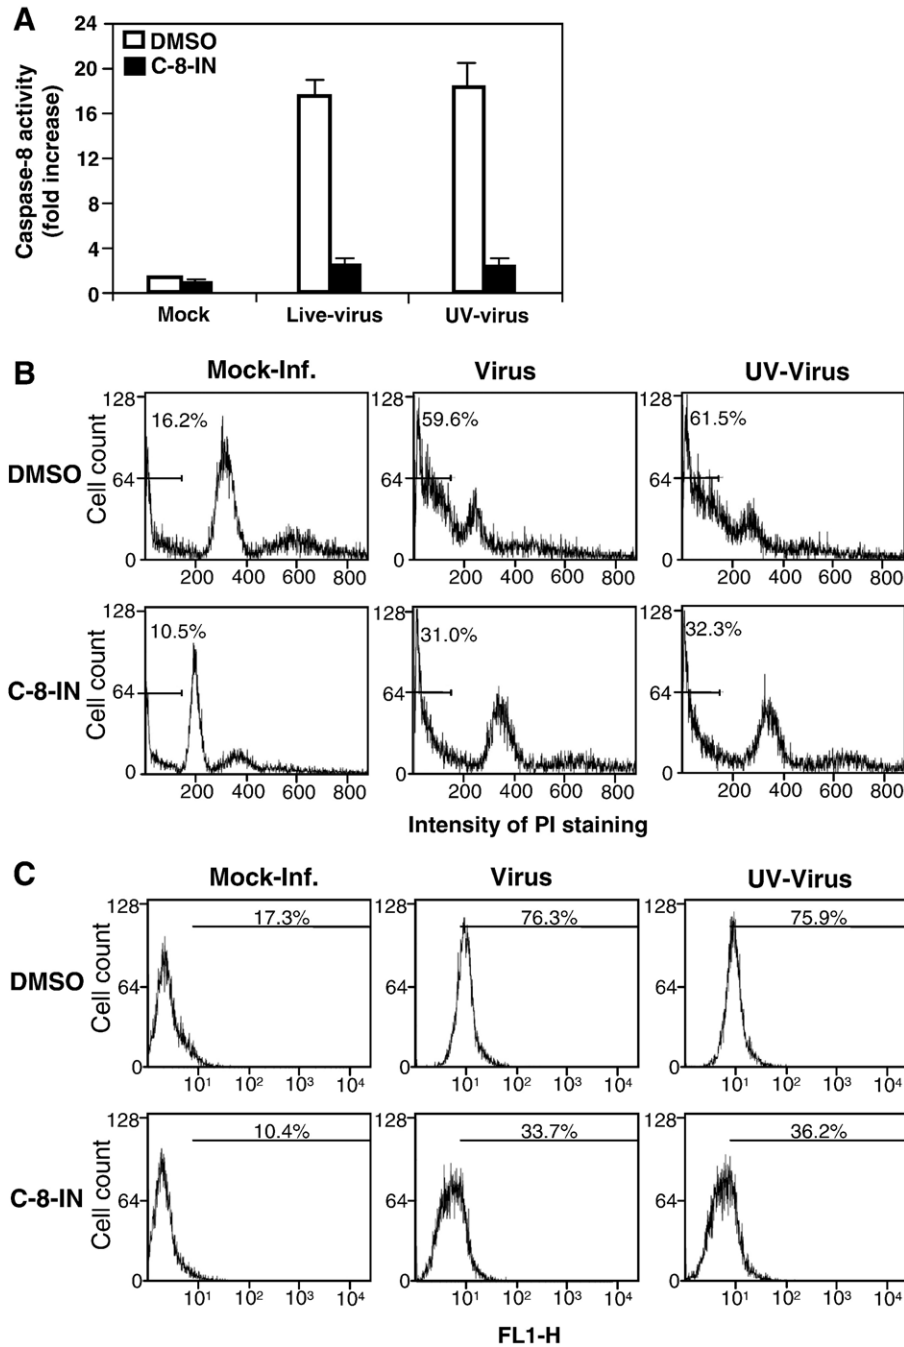 A
Caspase-8 activity
(fold increase)
24
20
16
12
8
4
0
DMSO
C-8-IN
Mock Live-virus UV-virus
B
Mock-Inf. Virus UV-Virus
DMSO
Cell count
128
64
0
16.2%
200 400 600 800
128
64
0
59.6%
200 400 600 800
128
64
0
61.5%
200 400 600 800
C-8-IN
Cell count
128
64
0
10.5%
200 400 600 800
128
64
0
31.0%
200 400 600 800
128
64
0
32.3%
200 400 600 800
Intensity of PI staining
C
Mock-Inf. Virus UV-Virus
DMSO
Cell count
128
64
0
17.3%
10¹ 10² 10³ 10⁴
128
64
0
76.3%
10¹ 10² 10³ 10⁴
128
64
0
75.9%
10¹ 10² 10³ 10⁴
C-8-IN
Cell count
128
64
0
10.4%
10¹ 10² 10³ 10⁴
128
64
0
33.7%
10¹ 10² 10³ 10⁴
128
64
0
36.2%
10¹ 10² 10³ 10⁴
FL1-H